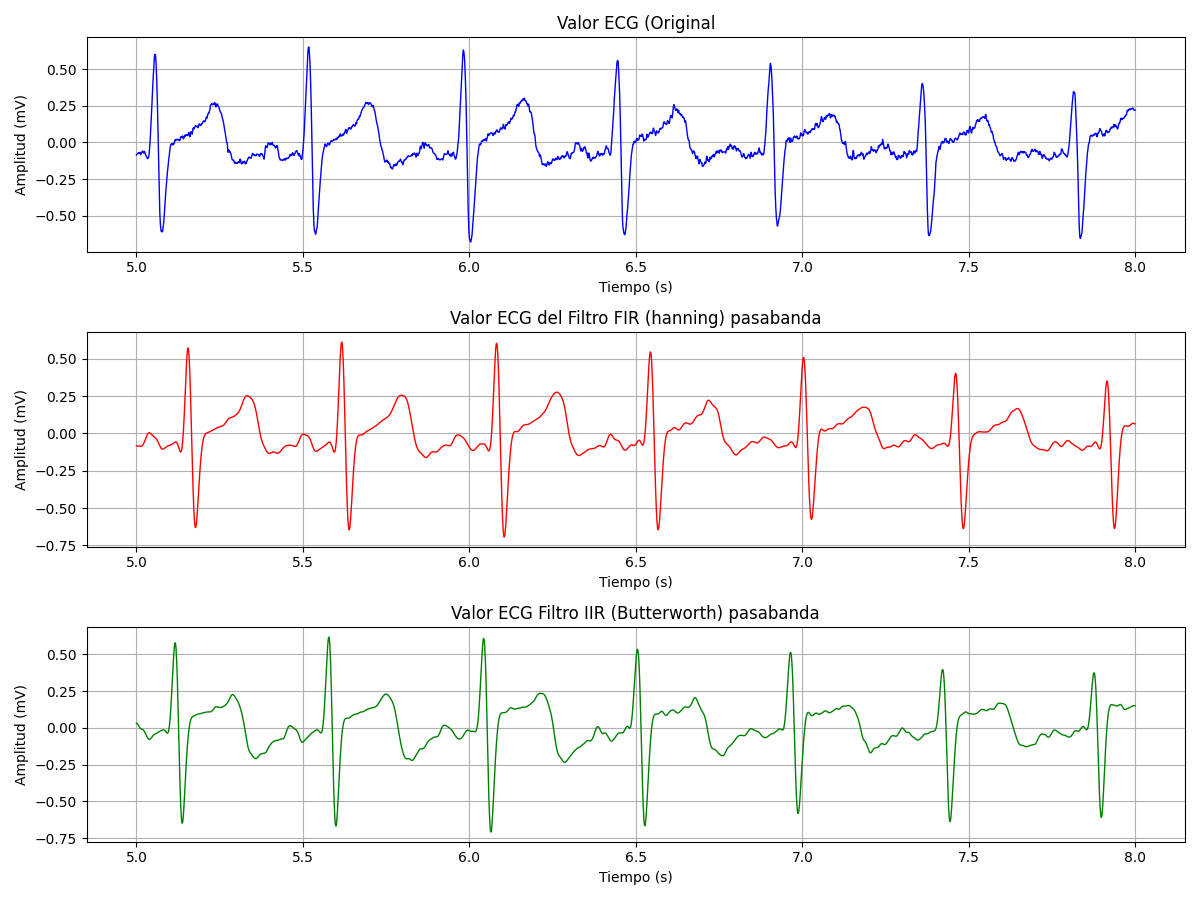 Valor ECG (Original
Amplitud (mV)
0.50
0.25
0.00
−0.25
−0.50
5.0 5.5 6.0 6.5 7.0 7.5 8.0
Tiempo (s)
Valor ECG del Filtro FIR (hanning) pasabanda
Amplitud (mV)
0.50
0.25
0.00
−0.25
−0.50
−0.75
5.0 5.5 6.0 6.5 7.0 7.5 8.0
Tiempo (s)
Valor ECG Filtro IIR (Butterworth) pasabanda
Amplitud (mV)
0.50
0.25
0.00
−0.25
−0.50
−0.75
5.0 5.5 6.0 6.5 7.0 7.5 8.0
Tiempo (s)